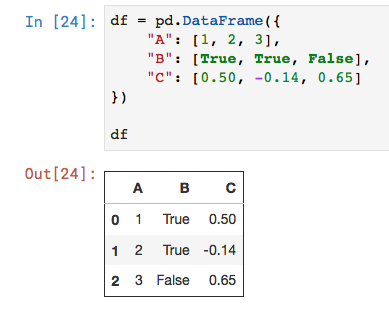 In [24]: df = pd.DataFrame({
    "A": [1, 2, 3],
    "B": [True, True, False],
    "C": [0.50, -0.14, 0.65]
})
df
Out[24]:
A B C
0 1 True 0.50
1 2 True -0.14
2 3 False 0.65